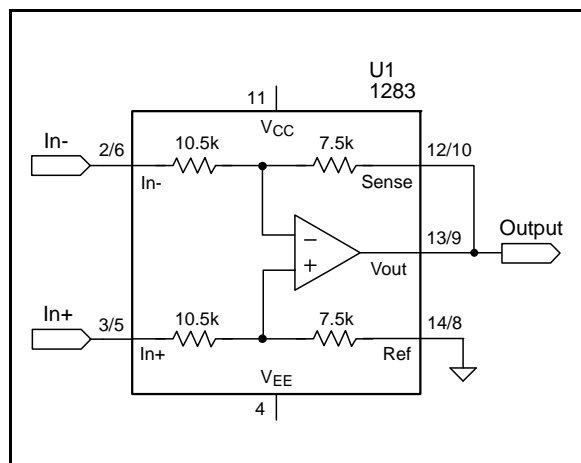 U1
1283
11
VCC
In-
2/6
10.5k
7.5k
12/10
In-
Sense
Output
13/9
Vout
−
+
In+
3/5
10.5k
7.5k
14/8
In+
Ref
VEE
4